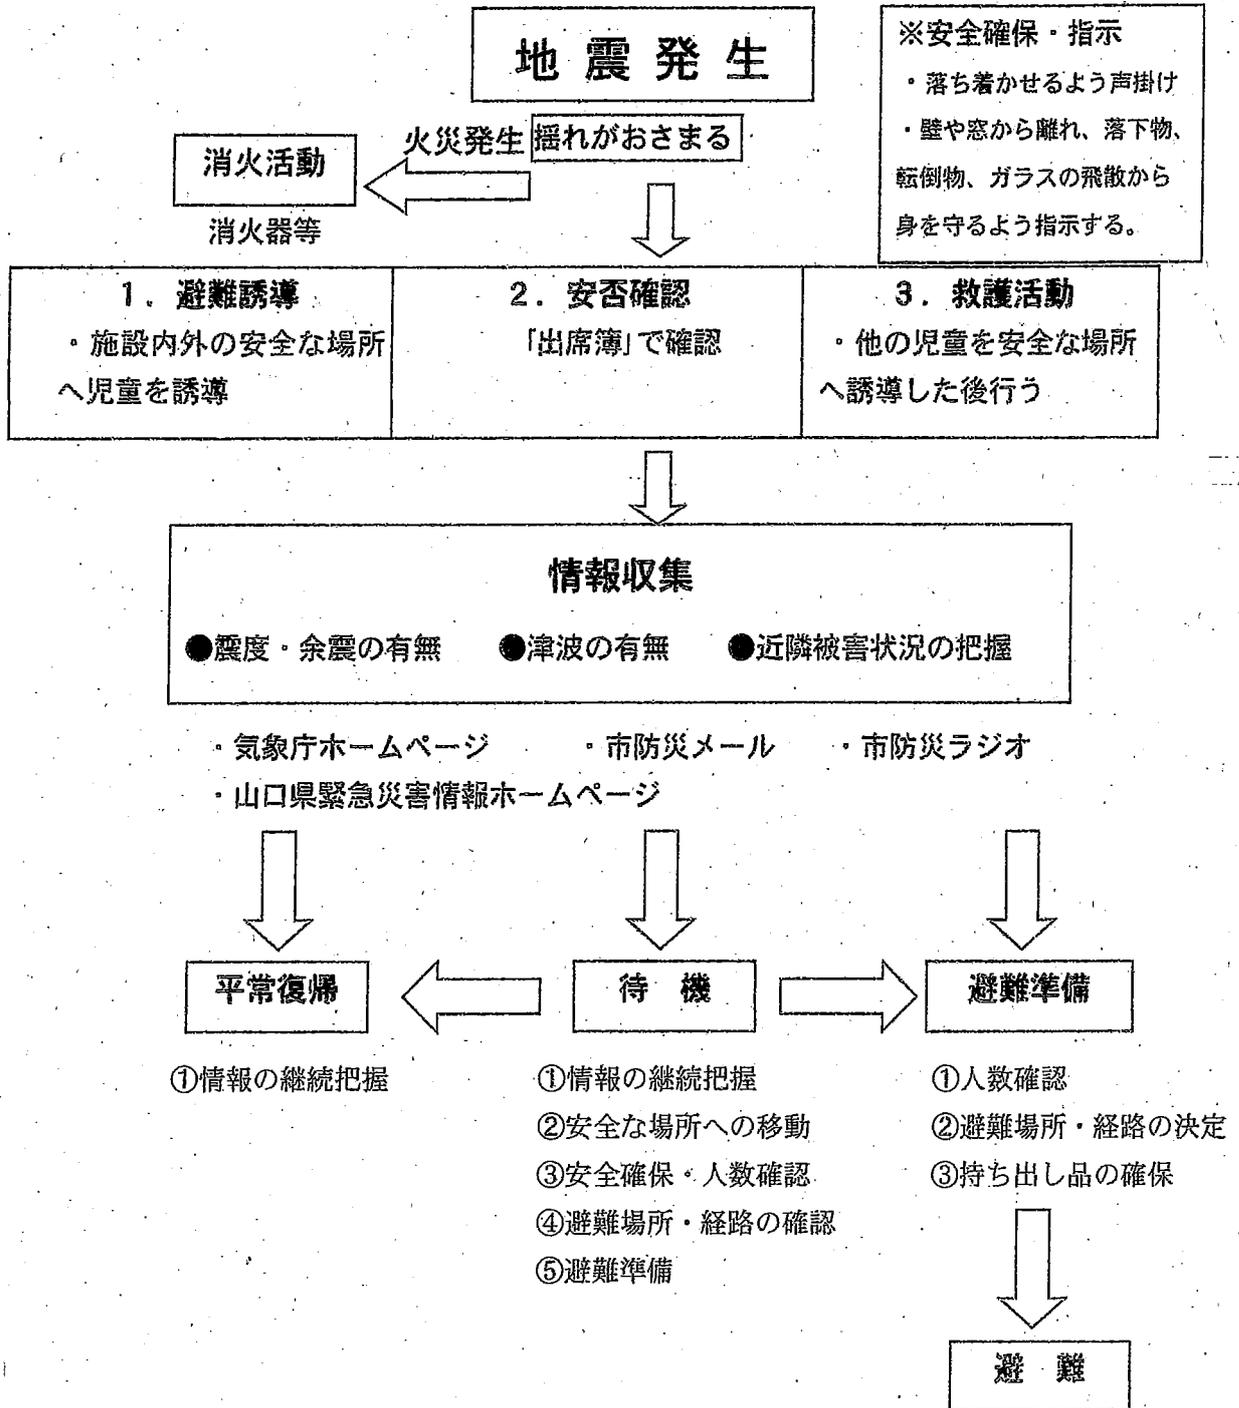 地震発生
※安全確保・指示
・落ち着かせるよう声掛け
・壁や窓から離れ、落下物、
転倒物、ガラスの飛散から
身を守るよう指示する。
火災発生
揺れがおさまる
消火活動
消火器等
1．避難誘導
・施設内外の安全な場所
へ児童を誘導
2．安否確認
「出席簿」で確認
3．救護活動
・他の児童を安全な場所
へ誘導した後行う
情報収集
●震度・余震の有無 ●津波の有無 ●近隣被害状況の把握
・気象庁ホームページ ・市防災メール ・市防災ラジオ
・山口県緊急災害情報ホームページ
平常復帰
①情報の継続把握
待機
①情報の継続把握
②安全な場所への移動
③安全確保・人数確認
④避難場所・経路の確認
⑤避難準備
避難準備
①人数確認
②避難場所・経路の決定
③持ち出し品の確保
避難